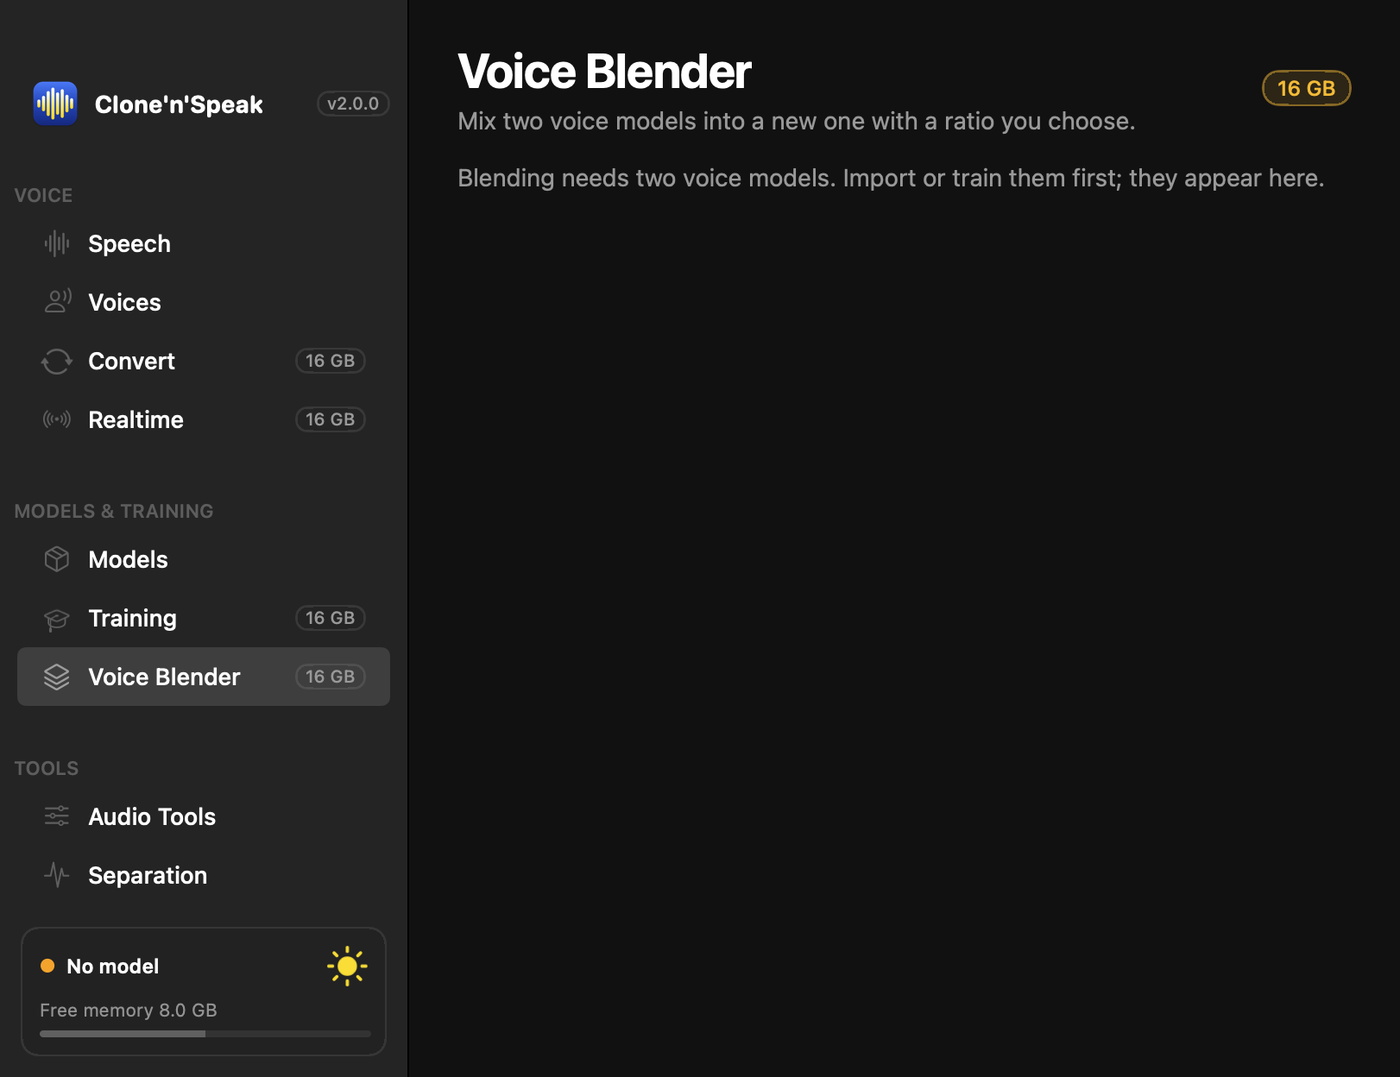 Clone'n'Speak
v2.0.0
VOICE
Speech
Voices
Convert
16 GB
Realtime
16 GB
MODELS & TRAINING
Models
Training
16 GB
Voice Blender
16 GB
TOOLS
Audio Tools
Separation
No model
Free memory 8.0 GB
Voice Blender
16 GB
Mix two voice models into a new one with a ratio you choose.
Blending needs two voice models. Import or train them first; they appear here.